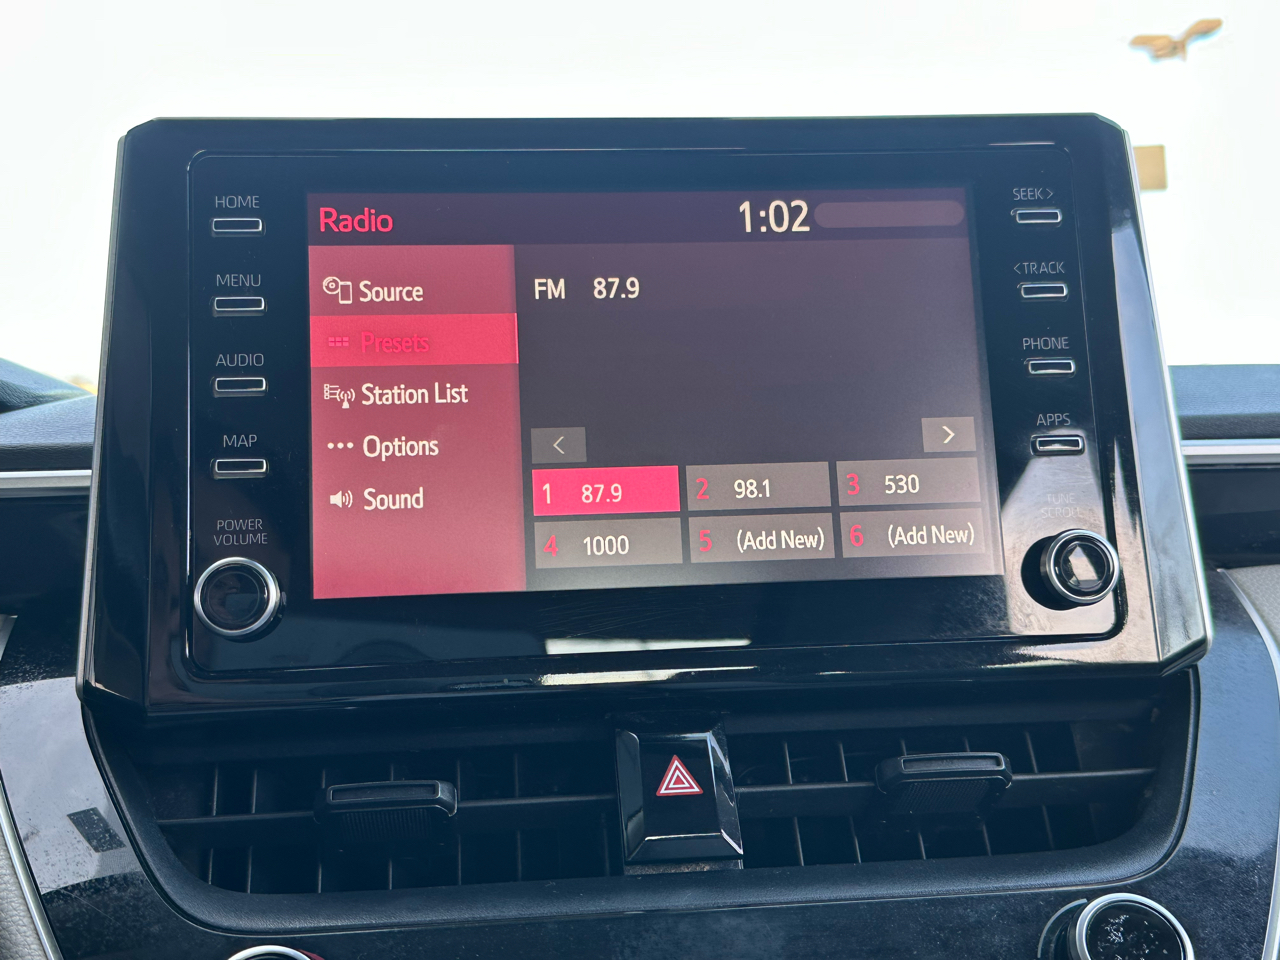 HOME
MENU
AUDIO
MAP
POWER
VOLUME
Radio
1:02
Source
Presets
Station List
Options
Sound
FM 87.9
<
>
1 87.9
2 98.1
3 530
4 1000
5 (Add New)
6 (Add New)
SEEK >
< TRACK
PHONE
APPS
TUNE
SCROLL